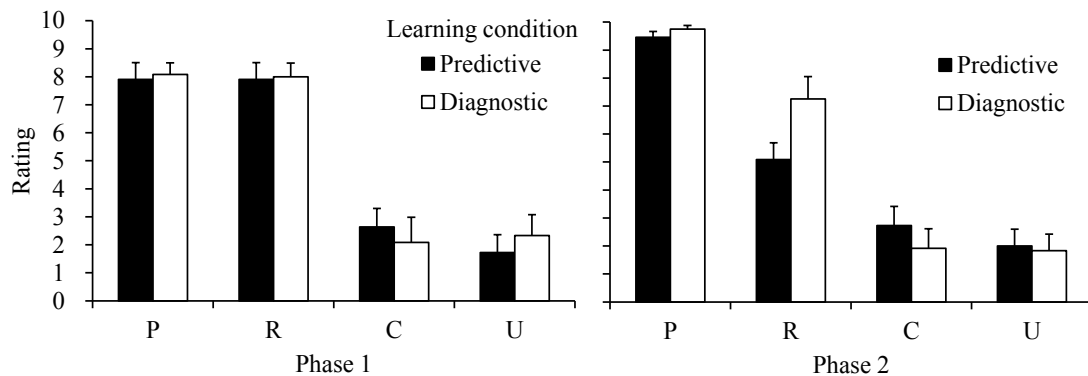 Rating
10
9
8
7
6
5
4
3
2
1
0
Learning condition
Predictive
Diagnostic
P R C U
Phase 1
Predictive
Diagnostic
P R C U
Phase 2